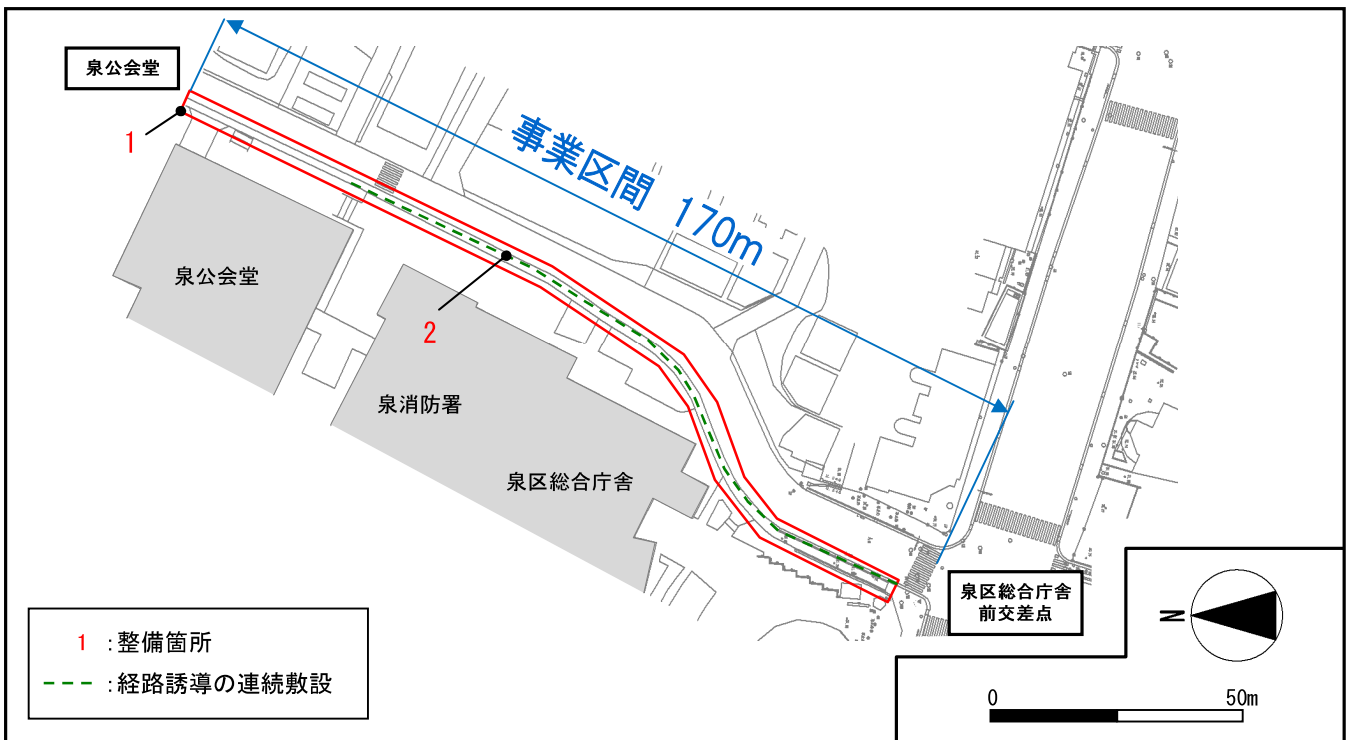 泉公会堂
1
事業区間 170m
泉公会堂
2
泉消防署
泉区総合庁舎
泉区総合庁舎
前交差点
1 :整備箇所
:経路誘導の連続敷設
N
0 50m